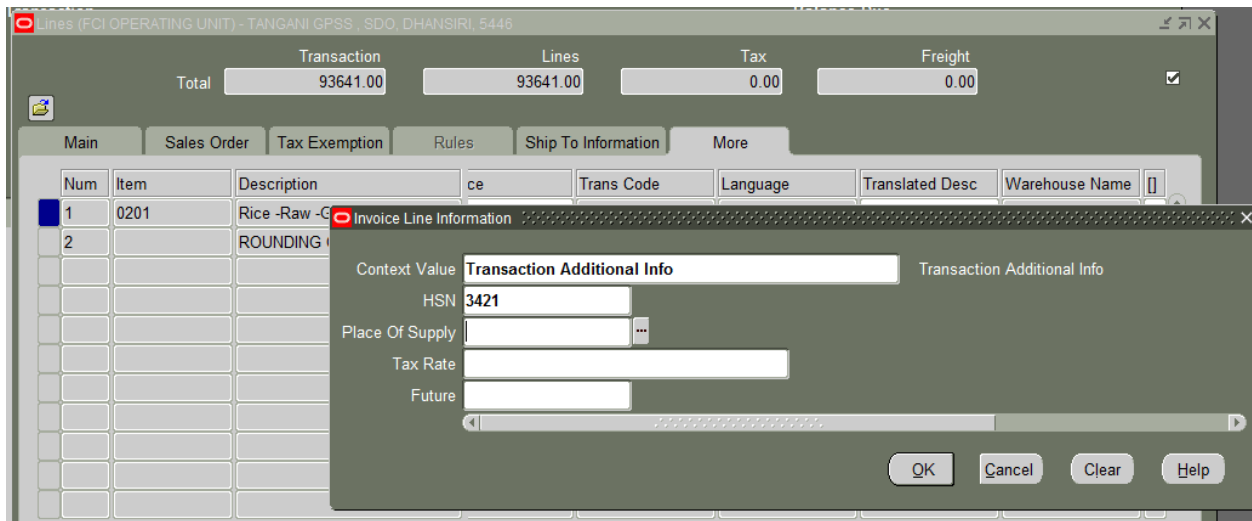 Lines (FCI OPERATING UNIT) - TANGANI GPSS , SDO, DHANSIRI, 5446
Transaction Lines Tax Freight
Total 93641.00 93641.00 0.00 0.00
Main Sales Order Tax Exemption Rules Ship To Information More
Num Item Description ce Trans Code Language Translated Desc Warehouse Name []
1 0201 Rice -Raw -G
2 ROUNDING
Invoice Line Information
Context Value Transaction Additional Info Transaction Additional Info
HSN 3421
Place Of Supply
Tax Rate
Future
OK Cancel Clear Help